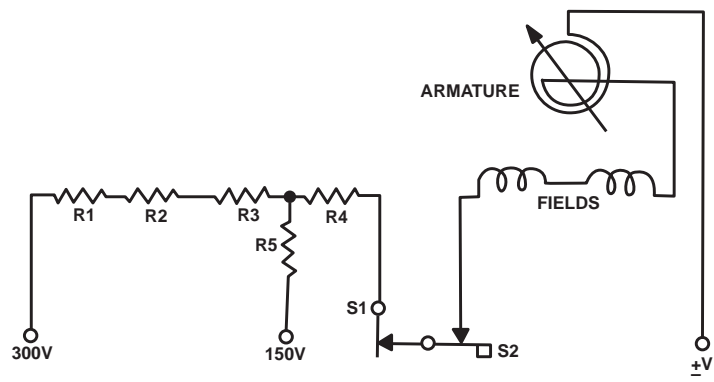 ARMATURE
FIELDS
R1
R2
R3
R4
R5
S1
S2
300V
150V
±V